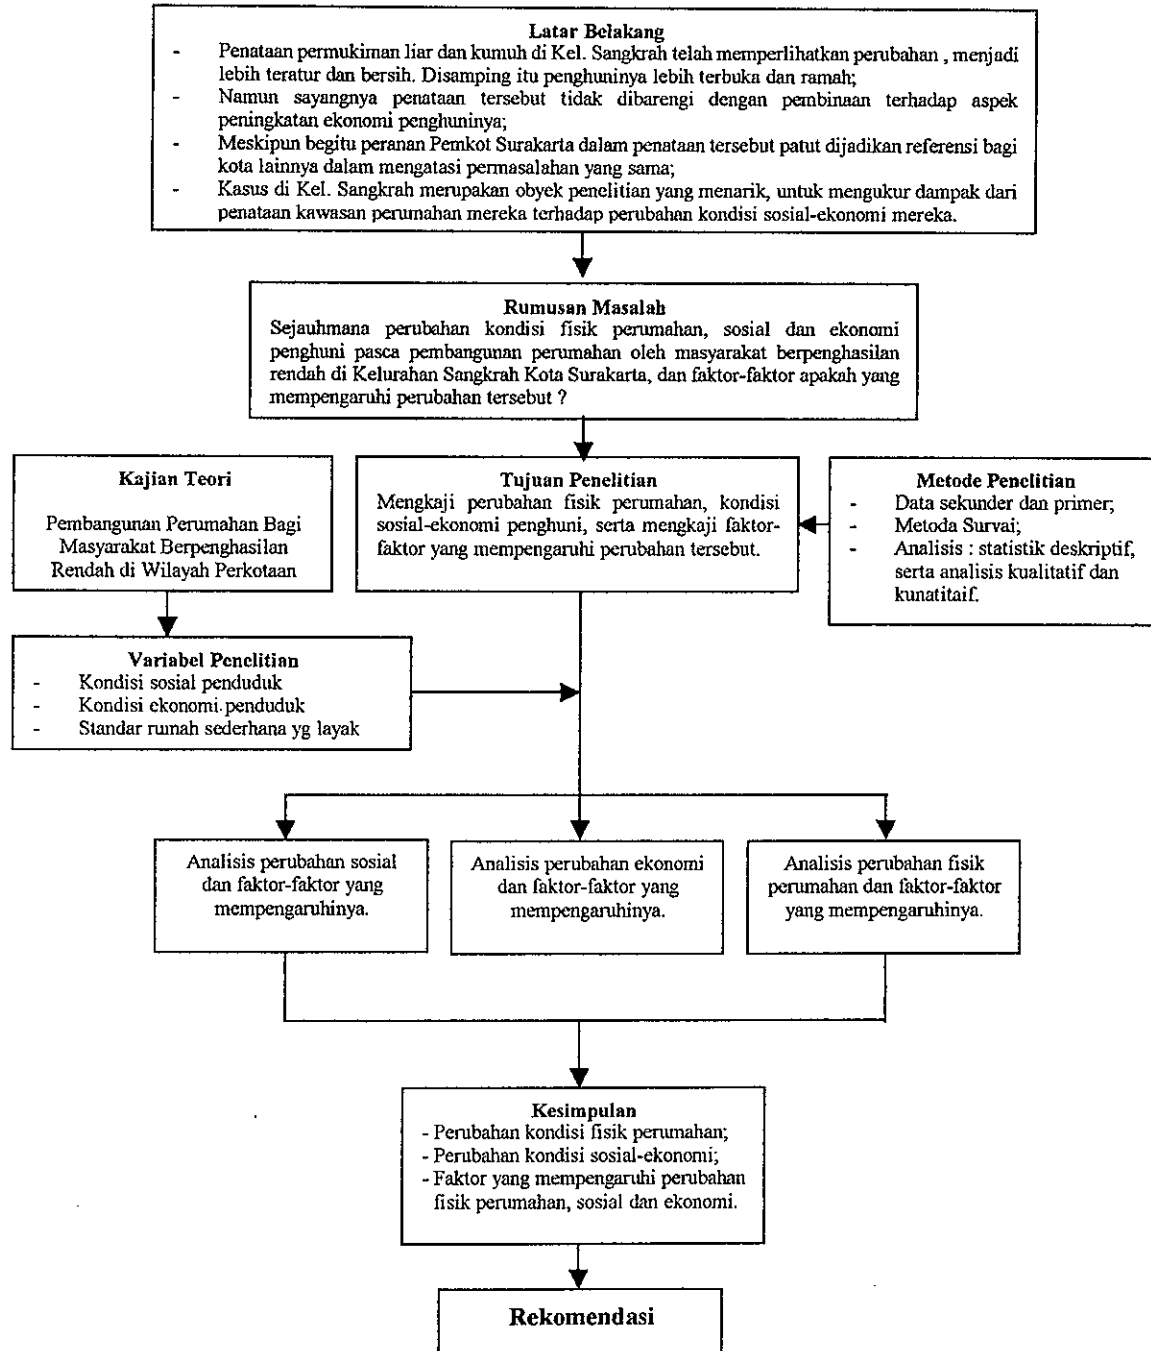 Latar Belakang
- Penataan permukiman liar dan kumuh di Kel. Sangkrah telah memperlihatkan perubahan , menjadi
lebih teratur dan bersih. Disamping itu penghuninya lebih terbuka dan ramah;
- Namun sayangnya penataan tersebut tidak dibarengi dengan pembinaan terhadap aspek
peningkatan ekonomi penghuninya;
- Meskipun begitu peranan Pemkot Surakarta dalam penataan tersebut patut dijadikan referensi bagi
kota lainnya dalam mengatasi permasalahan yang sama;
- Kasus di Kel. Sangkrah merupakan obyek penelitian yang menarik, untuk mengukur dampak dari
penataan kawasan perumahan mereka terhadap perubahan kondisi sosial-ekonomi mereka.
Rumusan Masalah
Sejauhmana perubahan kondisi fisik perumahan, sosial dan ekonomi
penghuni pasca pembangunan perumahan oleh masyarakat berpenghasilan
rendah di Kelurahan Sangkrah Kota Surakarta, dan faktor-faktor apakah yang
mempengaruhi perubahan tersebut ?
Kajian Teori
Pembangunan Perumahan Bagi
Masyarakat Berpenghasilan
Rendah di Wilayah Perkotaan
Tujuan Penelitian
Mengkaji perubahan fisik perumahan, kondisi
sosial-ekonomi penghuni, serta mengkaji faktor-
faktor yang mempengaruhi perubahan tersebut.
Metode Penelitian
- Data sekunder dan primer;
- Metoda Survai;
- Analisis : statistik deskriptif,
serta analisis kualitatif dan
kunatitaif.
Variabel Penelitian
- Kondisi sosial penduduk
- Kondisi ekonomi penduduk
- Standar rumah sederhana yg layak
Analisis perubahan sosial
dan faktor-faktor yang
mempengaruhinya.
Analisis perubahan ekonomi
dan faktor-faktor yang
mempengaruhinya.
Analisis perubahan fisik
perumahan dan faktor-faktor
yang mempengaruhinya.
Kesimpulan
- Perubahan kondisi fisik perumahan;
- Perubahan kondisi sosial-ekonomi;
- Faktor yang mempengaruhi perubahan
fisik perumahan, sosial dan ekonomi.
Rekomendasi